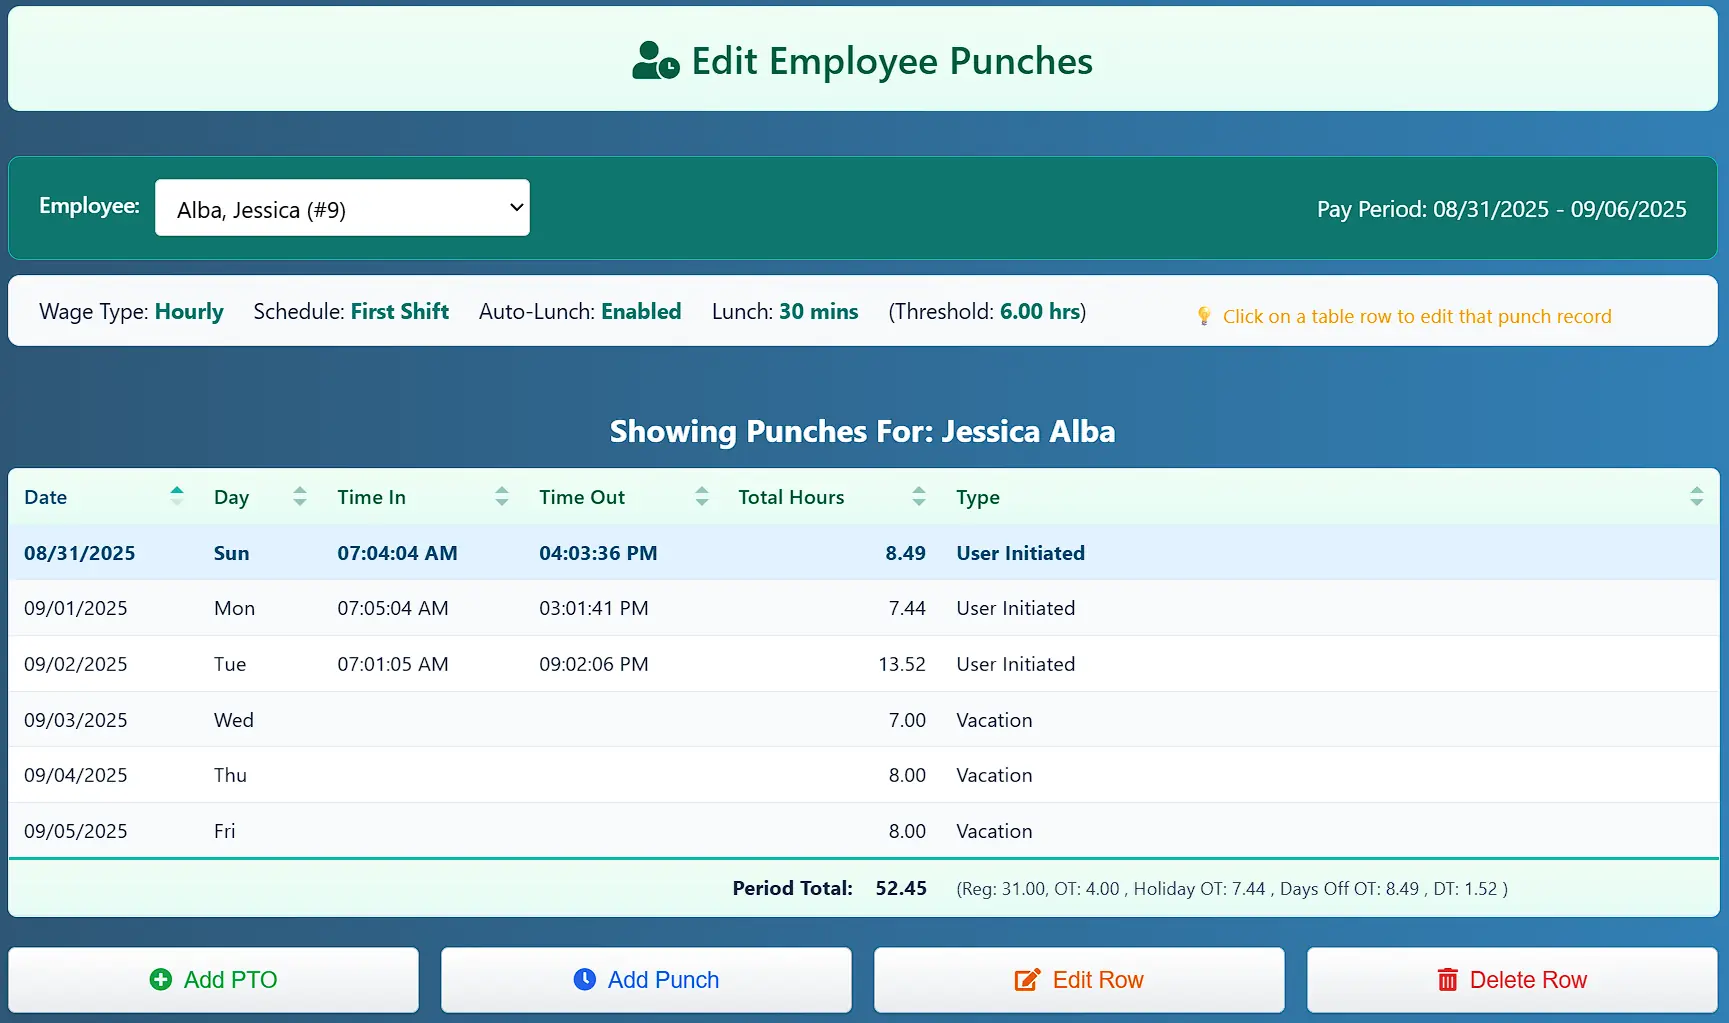 Edit Employee Punches
Employee: Alba, Jessica (#9) Pay Period: 08/31/2025 - 09/06/2025
Wage Type: Hourly Schedule: First Shift Auto-Lunch: Enabled Lunch: 30 mins (Threshold: 6.00 hrs) Click on a table row to edit that punch record
Showing Punches For: Jessica Alba
Date Day Time In Time Out Total Hours Type
08/31/2025 Sun 07:04:04 AM 04:03:36 PM 8.49 User Initiated
09/01/2025 Mon 07:05:04 AM 03:01:41 PM 7.44 User Initiated
09/02/2025 Tue 07:01:05 AM 09:02:06 PM 13.52 User Initiated
09/03/2025 Wed 7.00 Vacation
09/04/2025 Thu 8.00 Vacation
09/05/2025 Fri 8.00 Vacation
Period Total: 52.45 (Reg: 31.00, OT: 4.00 , Holiday OT: 7.44 , Days Off OT: 8.49 , DT: 1.52 )
Add PTO Add Punch Edit Row Delete Row